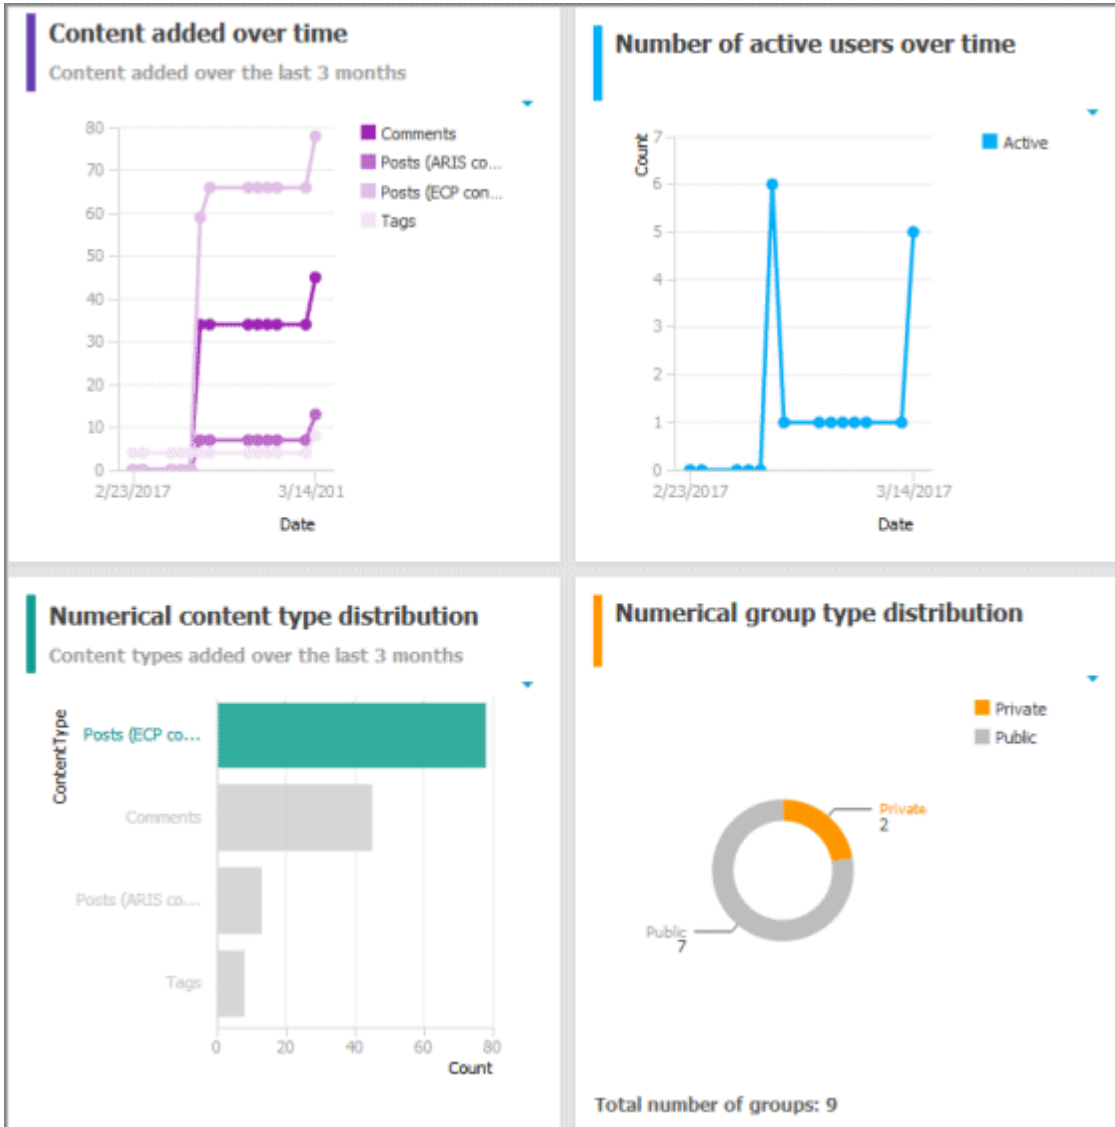 Content added over time
Content added over the last 3 months
80
70
60
50
40
30
20
10
0
2/23/2017
3/14/201
Date
Comments
Posts (ARIS co...
Posts (ECP con...
Tags
Number of active users over time
Count
7
6
5
4
3
2
1
0
2/23/2017
3/14/2017
Date
Active
Numerical content type distribution
Content types added over the last 3 months
ContentType
Posts (ECP co...
Comments
Posts (ARIS co...
Tags
0
20
40
60
80
Count
Numerical group type distribution
Private
Public
Private
2
Public
7
Total number of groups: 9